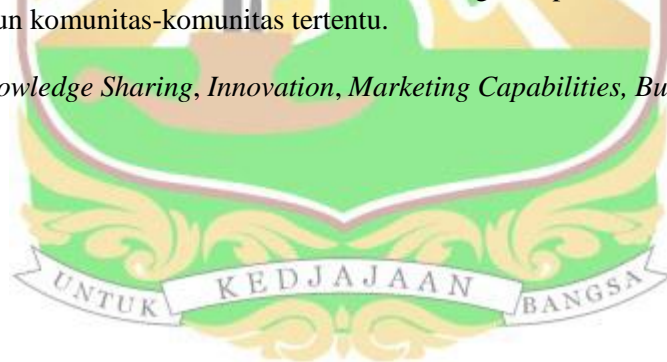 un komunitas-komunitas tertentu.
owledge Sharing, Innovation, Marketing Capabilities, Bu
UNTUK KEDJAJAAN BANGSA